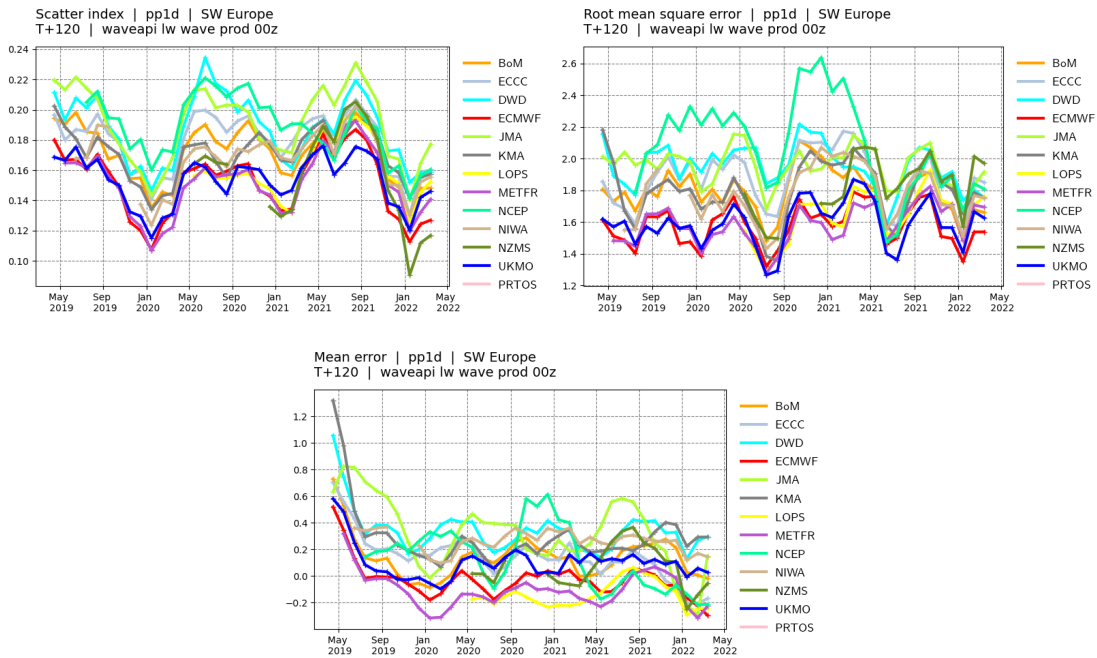 Scatter index | pp1d | SW Europe
T+120 | waveapi lw wave prod 00z
0.24
0.22
0.20
0.18
0.16
0.14
0.12
0.10
May 2019
Sep 2019
Jan 2020
May 2020
Sep 2020
Jan 2021
May 2021
Sep 2021
Jan 2022
May 2022
BoM
ECCC
DWD
ECMWF
JMA
KMA
LOPS
METFR
NCEP
NIWA
NZMS
UKMO
PRTOS
Root mean square error | pp1d | SW Europe
T+120 | waveapi lw wave prod 00z
2.6
2.4
2.2
2.0
1.8
1.6
1.4
1.2
May 2019
Sep 2019
Jan 2020
May 2020
Sep 2020
Jan 2021
May 2021
Sep 2021
Jan 2022
May 2022
BoM
ECCC
DWD
ECMWF
JMA
KMA
LOPS
METFR
NCEP
NIWA
NZMS
UKMO
PRTOS
Mean error | pp1d | SW Europe
T+120 | waveapi lw wave prod 00z
1.2
1.0
0.8
0.6
0.4
0.2
0.0
−0.2
May 2019
Sep 2019
Jan 2020
May 2020
Sep 2020
Jan 2021
May 2021
Sep 2021
Jan 2022
May 2022
BoM
ECCC
DWD
ECMWF
JMA
KMA
LOPS
METFR
NCEP
NIWA
NZMS
UKMO
PRTOS